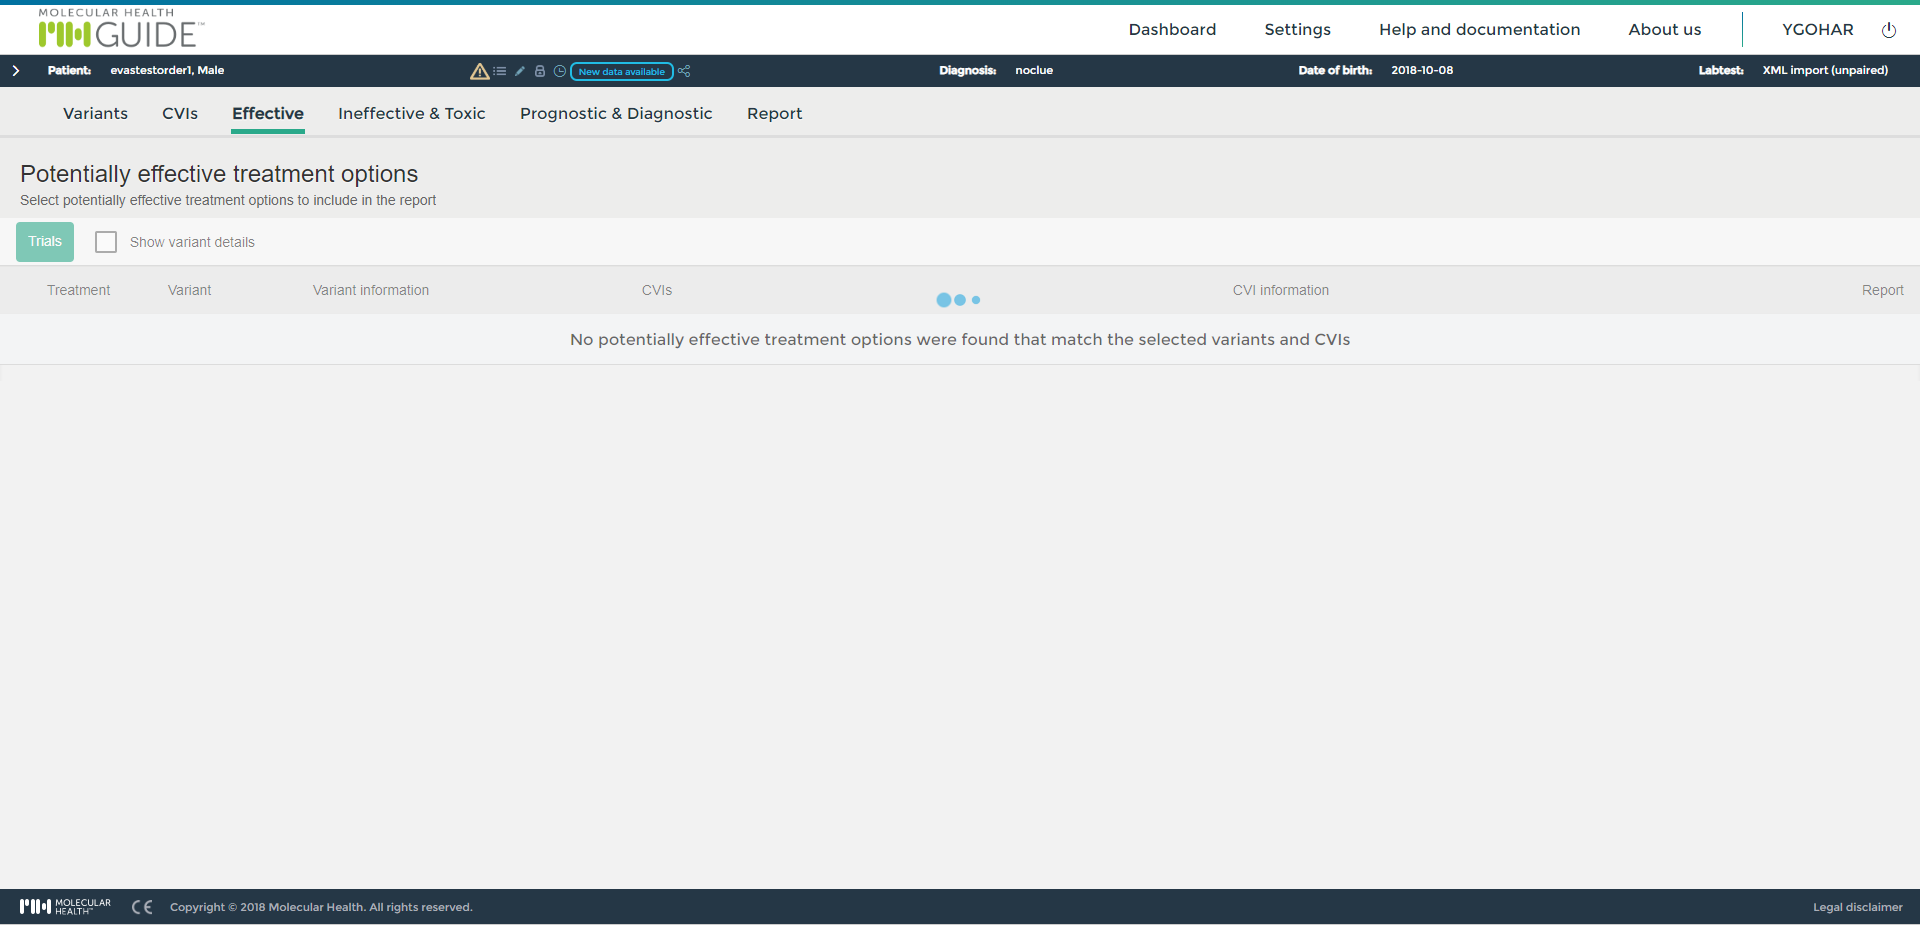 MOLECULAR HEALTH
GUIDE™
Dashboard Settings Help and documentation About us YGOHAR
Patient: evastestorder1, Male New data available Diagnosis: noclue Date of birth: 2018-10-08 Labtest: XML import (unpaired)
Variants CVIs Effective Ineffective & Toxic Prognostic & Diagnostic Report
Potentially effective treatment options
Select potentially effective treatment options to include in the report
Trials Show variant details
Treatment Variant Variant information CVIs CVI information Report
No potentially effective treatment options were found that match the selected variants and CVIs
MOLECULAR HEALTH™ CE Copyright © 2018 Molecular Health. All rights reserved. Legal disclaimer